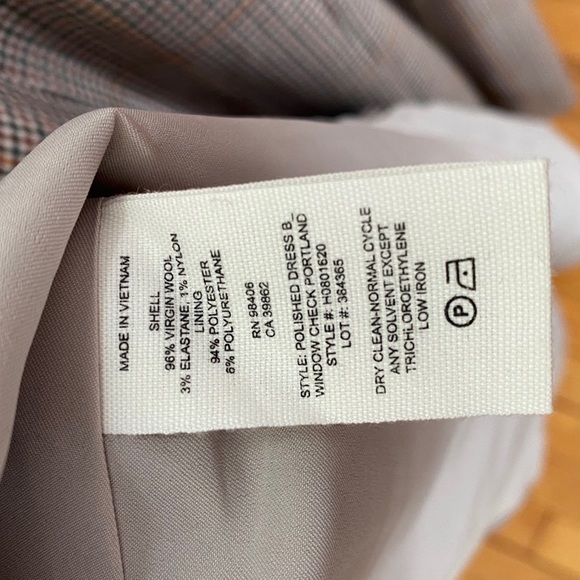 MADE IN VIETNAM
SHELL
96% VIRGIN WOOL
3% ELASTANE, 1% NYLON
LINING
94% POLYESTER
6% POLYURETHANE
RN 98406
CA 39862
STYLE: POLISHED DRESS B_
WINDOW CHECK PORTLAND
STYLE #: H0801620
LOT #: 364365
DRY CLEAN-NORMAL CYCLE
ANY SOLVENT EXCEPT
TRICHLOROETHYLENE
LOW IRON
P